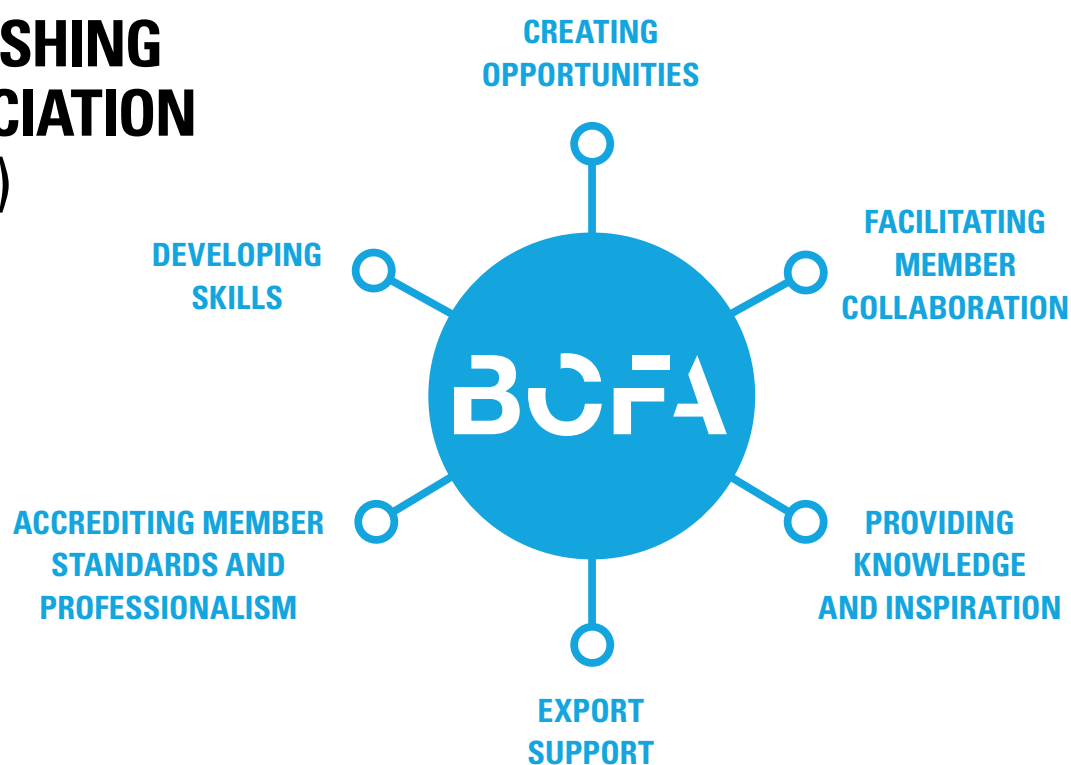 SHING
CIATION
)
CREATING
OPPORTUNITIES
FACILITATING
MEMBER
COLLABORATION
DEVELOPING
SKILLS
BCFA
ACCREDITING MEMBER
STANDARDS AND
PROFESSIONALISM
PROVIDING
KNOWLEDGE
AND INSPIRATION
EXPORT
SUPPORT